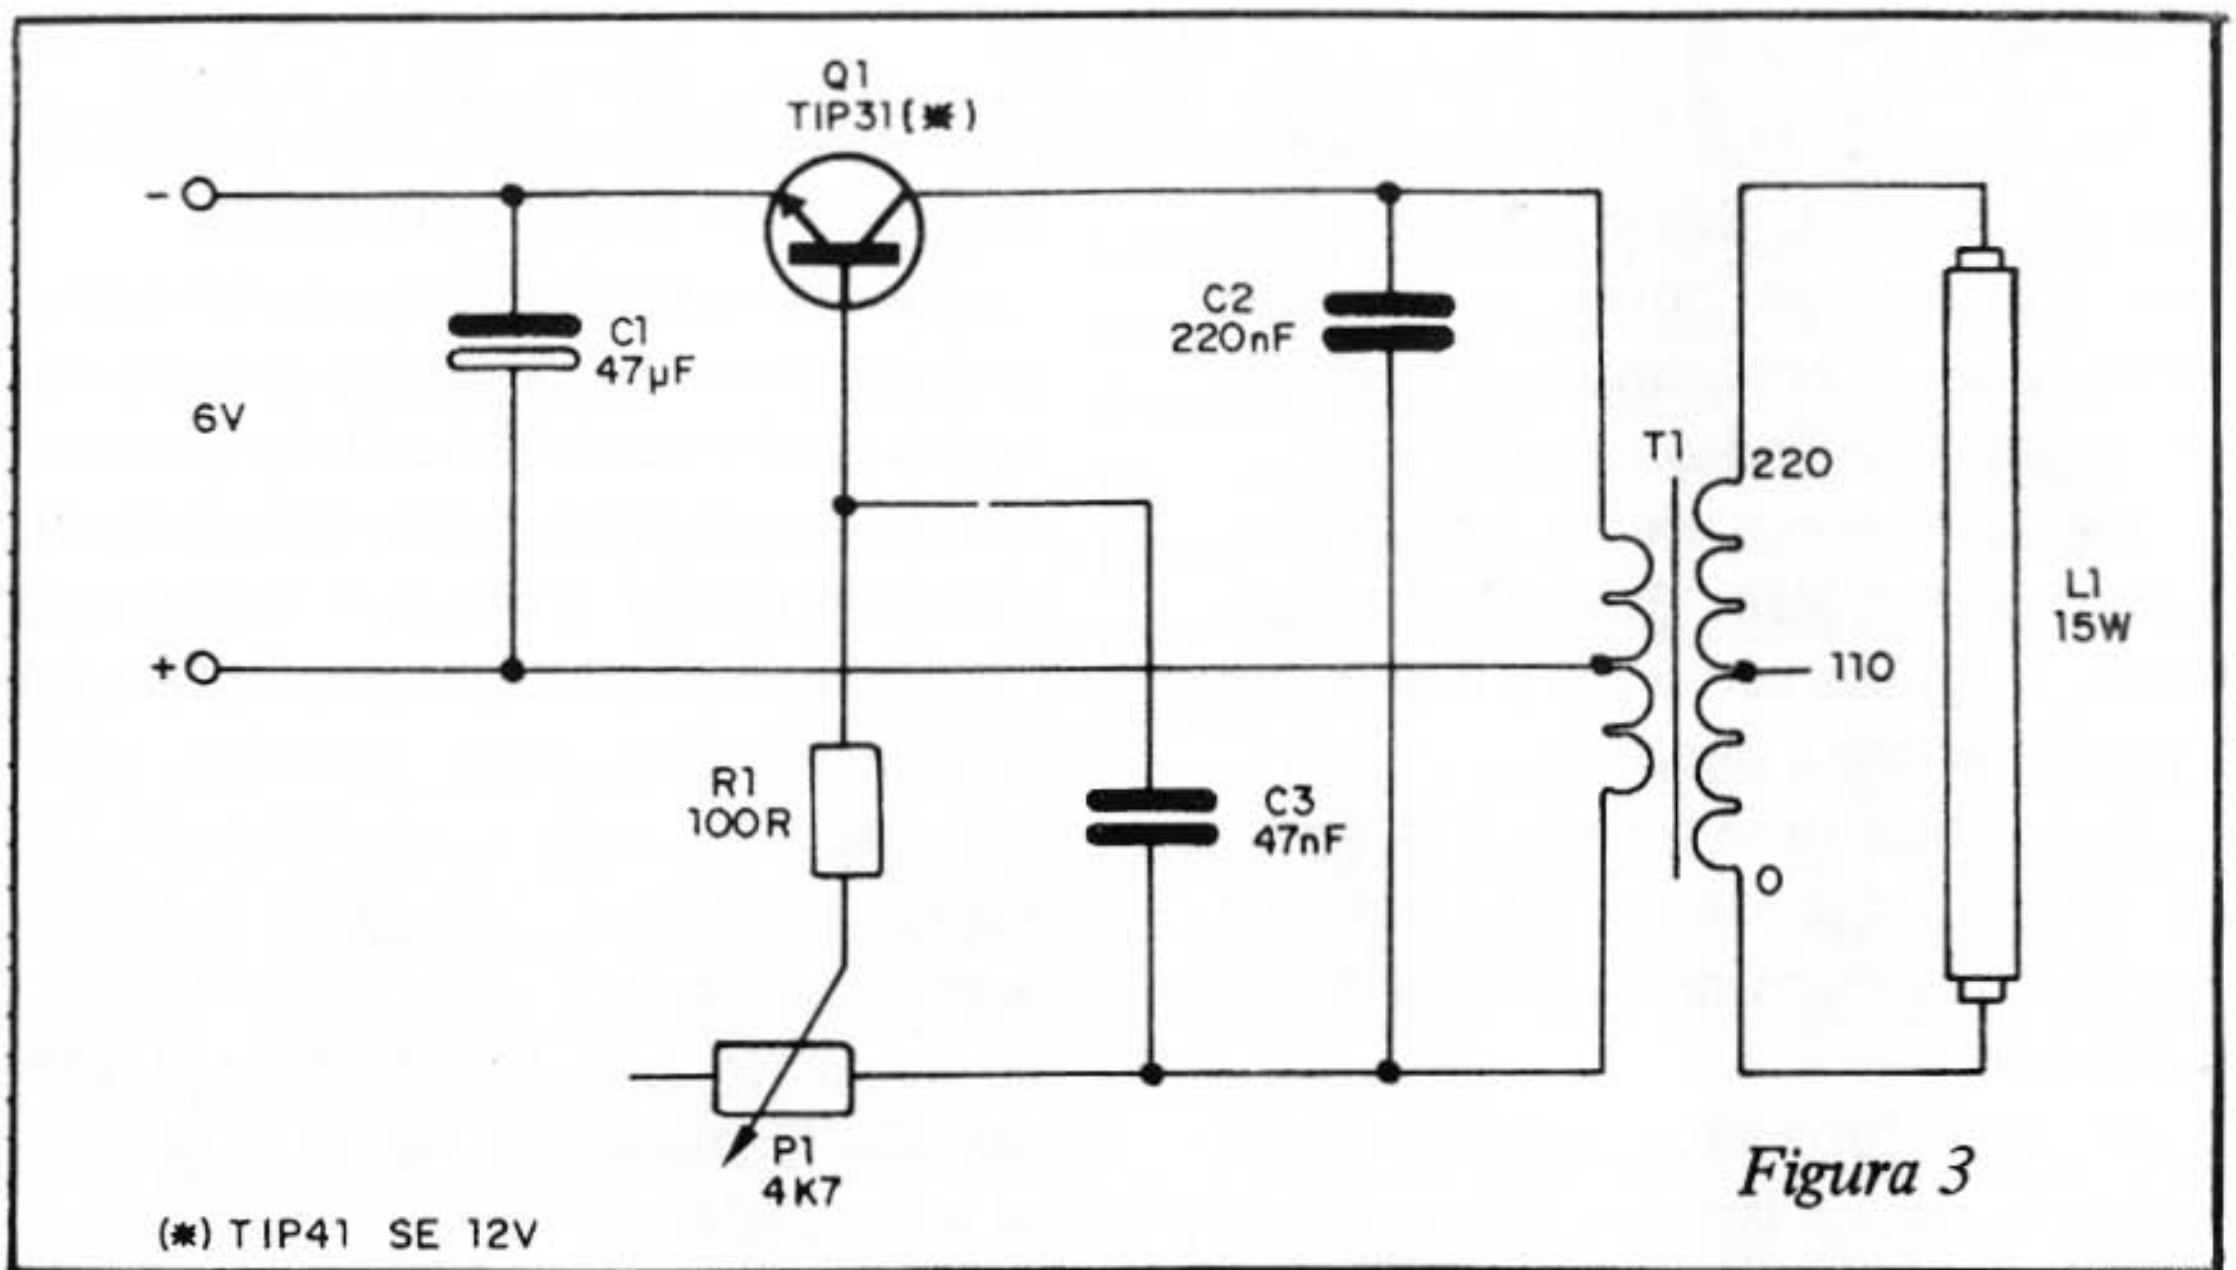 Q1
TIP31(※)
-
C1
47µF
6V
+
C2
220nF
T1
220
110
0
L1
15W
R1
100R
C3
47nF
P1
4K7
Figura 3
(※) TIP41 SE 12V